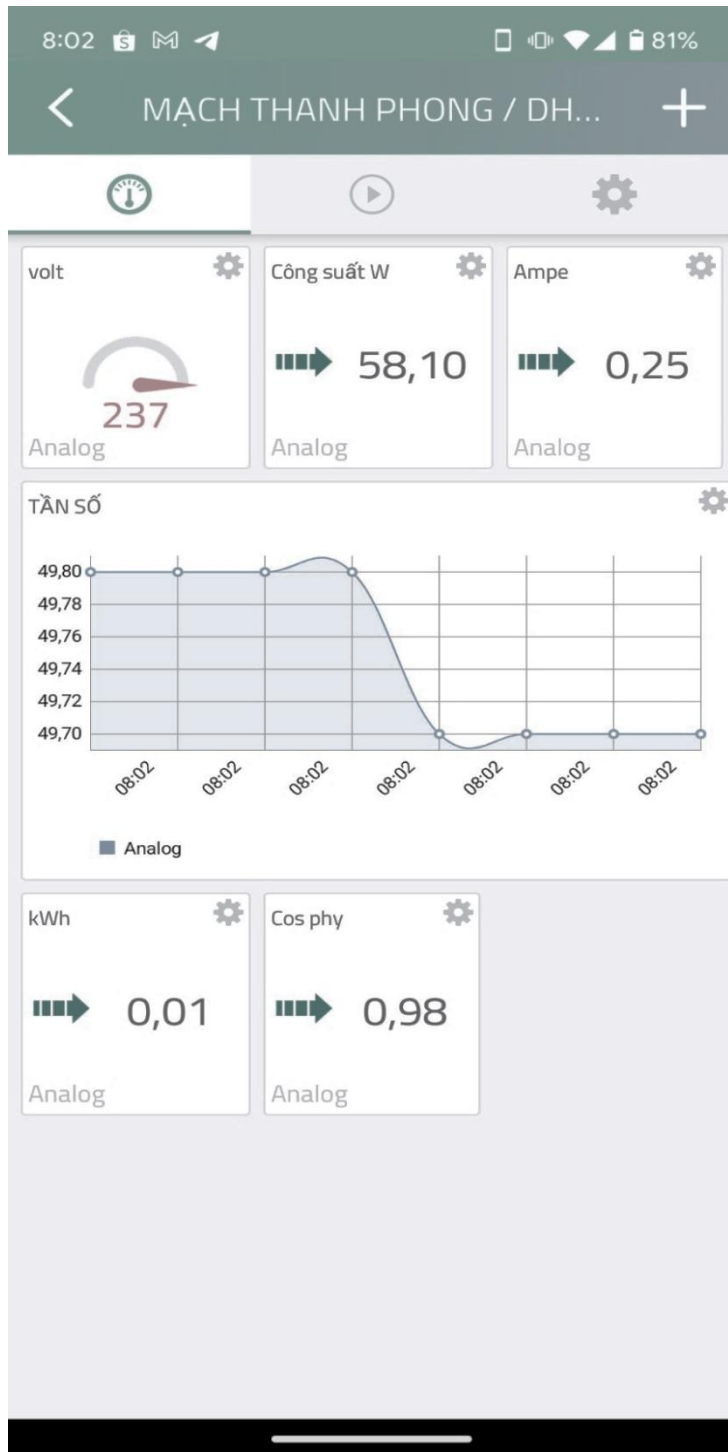 8:02 81%
MẠCH THANH PHONG / DH...
volt
237
Analog
Công suất W
58,10
Analog
Ampe
0,25
Analog
TẦN SỐ
49,80
49,78
49,76
49,74
49,72
49,70
08:02 08:02 08:02 08:02 08:02 08:02 08:02
Analog
kWh
0,01
Analog
Cos phy
0,98
Analog